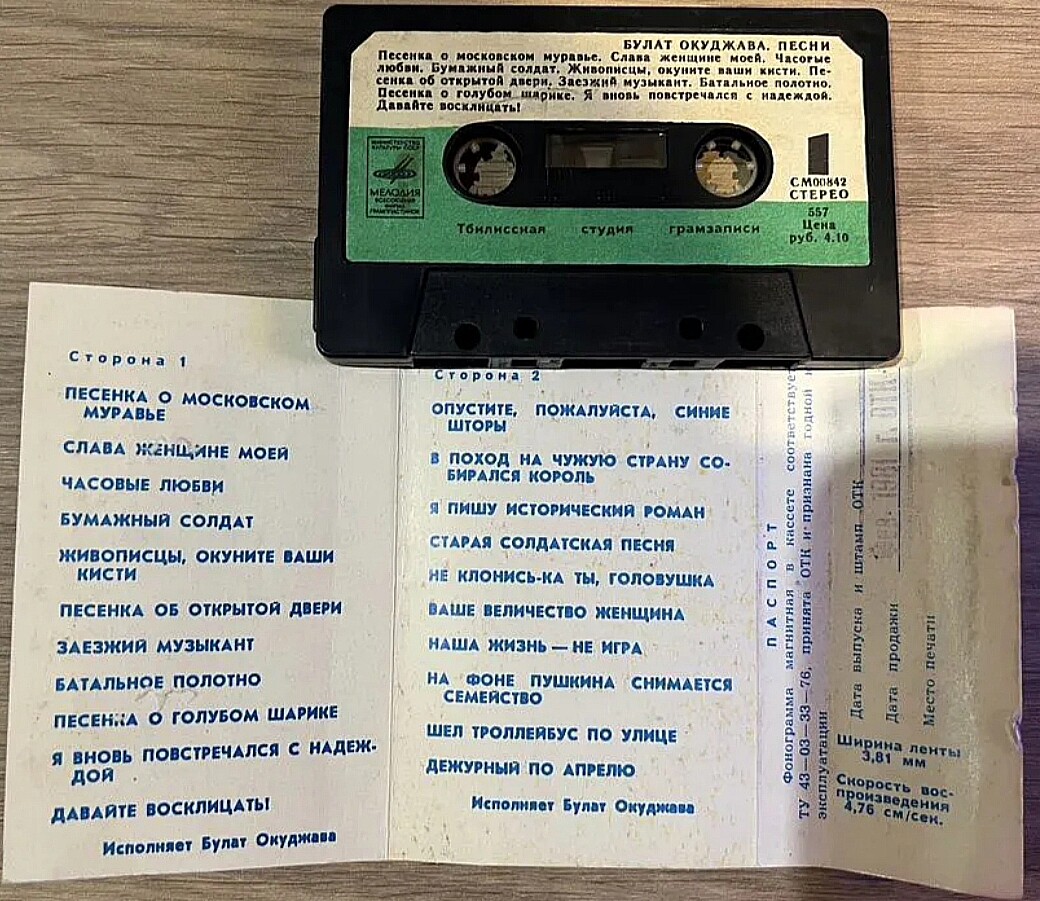 БУЛАТ ОКУДЖАВА. ПЕСНИ
Песенка о московском муравье. Слава женщине моей. Часовые
любви. Бумажный солдат. Живописцы, окуните ваши кисти. Пе-
сенка об открытой двери. Заезжий музыкант. Батальное полотно.
Песенка о голубом шарике. Я вновь повстречался с надеждой.
Давайте восклицать!
МИНИСТЕРСТВО
КУЛЬТУРЫ СССР
МЕЛОДИЯ
ВСЕСОЮЗНАЯ
ФИРМА
ГРАМПЛАСТИНОК
1
СМ00842
СТЕРЕО
557
Цена
руб. 4.10
Тбилисская студия грамзаписи
Сторона 1
ПЕСЕНКА О МОСКОВСКОМ
МУРАВЬЕ
СЛАВА ЖЕНЩИНЕ МОЕЙ
ЧАСОВЫЕ ЛЮБВИ
БУМАЖНЫЙ СОЛДАТ
ЖИВОПИСЦЫ, ОКУНИТЕ ВАШИ
КИСТИ
ПЕСЕНКА ОБ ОТКРЫТОЙ ДВЕРИ
ЗАЕЗЖИЙ МУЗЫКАНТ
БАТАЛЬНОЕ ПОЛОТНО
ПЕСЕНКА О ГОЛУБОМ ШАРИКЕ
Я ВНОВЬ ПОВСТРЕЧАЛСЯ С НАДЕЖ-
ДОЙ
ДАВАЙТЕ ВОСКЛИЦАТЬ!
Исполняет Булат Окуджава
Сторона 2
ОПУСТИТЕ, ПОЖАЛУЙСТА, СИНИЕ
ШТОРЫ
В ПОХОД НА ЧУЖУЮ СТРАНУ СО-
БИРАЛСЯ КОРОЛЬ
Я ПИШУ ИСТОРИЧЕСКИЙ РОМАН
СТАРАЯ СОЛДАТСКАЯ ПЕСНЯ
НЕ КЛОНИСЬ-КА ТЫ, ГОЛОВУШКА
ВАШЕ ВЕЛИЧЕСТВО ЖЕНЩИНА
НАША ЖИЗНЬ — НЕ ИГРА
НА ФОНЕ ПУШКИНА СНИМАЕТСЯ
СЕМЕЙСТВО
ШЕЛ ТРОЛЛЕЙБУС ПО УЛИЦЕ
ДЕЖУРНЫЙ ПО АПРЕЛЮ
Исполняет Булат Окуджава
ПАСПОРТ
Фонограмма магнитная в кассете соответствует
ТУ 43—03—33—76, принята ОТК и признана годной к
эксплуатации
Дата выпуска и штамп ОТК
Дата продажи
Место печати
Ширина ленты
3,81 мм
Скорость вос-
произведения
4,76 см/сек.